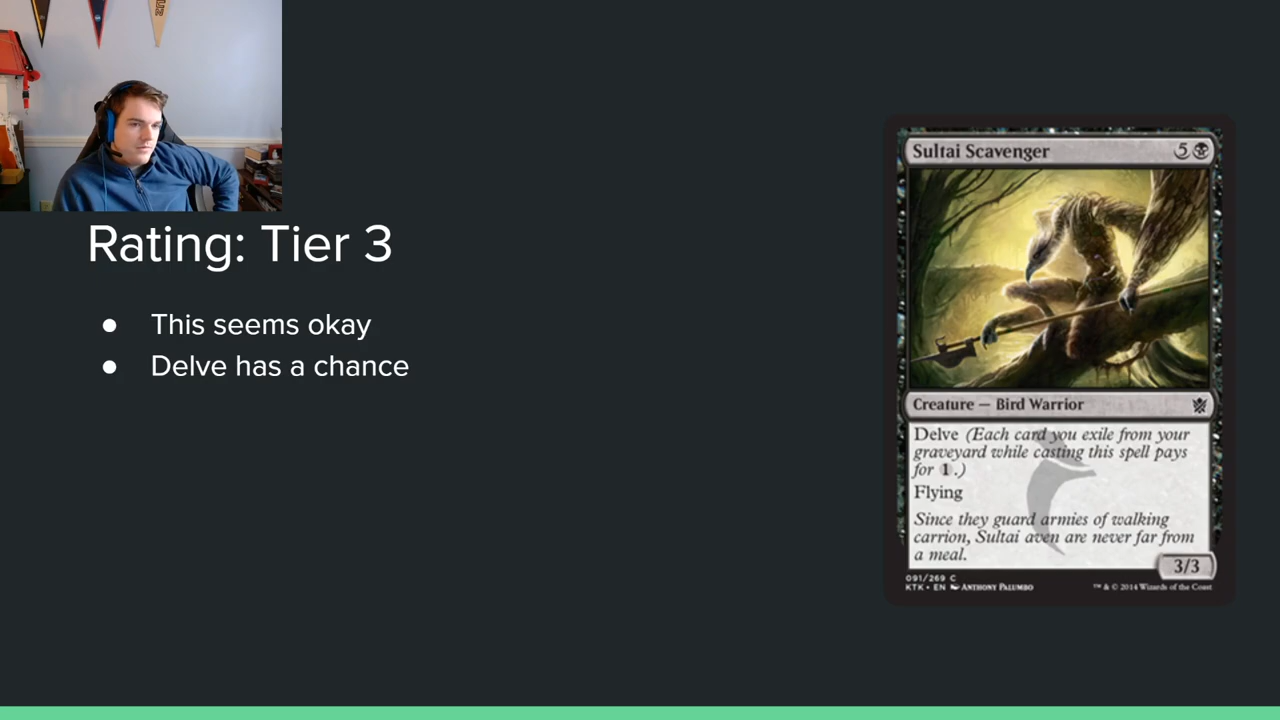 Rating: Tier 3
● This seems okay
● Delve has a chance
Sultai Scavenger 5
Creature — Bird Warrior
Delve (Each card you exile from your
graveyard while casting this spell pays
for 1.)
Flying
Since they guard armies of walking
carrion, Sultai aven are never far from
a meal.
3/3
091/269 C
KTK • EN ANTHONY PALUMBO
™ & © 2014 Wizards of the Coast